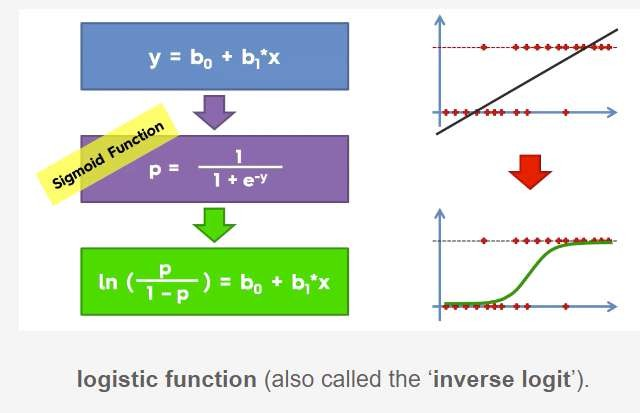 y = b₀ + b₁*x
Sigmoid Function
p = 1 / 1 + e⁻ʸ
ln ( p / 1 - p ) = b₀ + b₁*x
logistic function (also called the ‘inverse logit’).